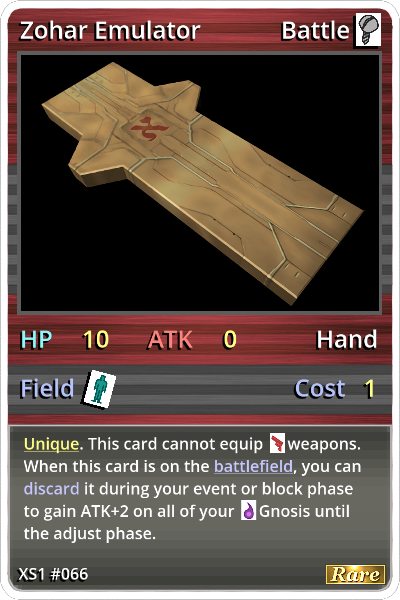 Zohar Emulator Battle
HP 10 ATK 0 Hand
Field Cost 1
Unique. This card cannot equip weapons.
When this card is on the battlefield, you can
discard it during your event or block phase
to gain ATK+2 on all of your Gnosis until
the adjust phase.
XS1 #066 Rare